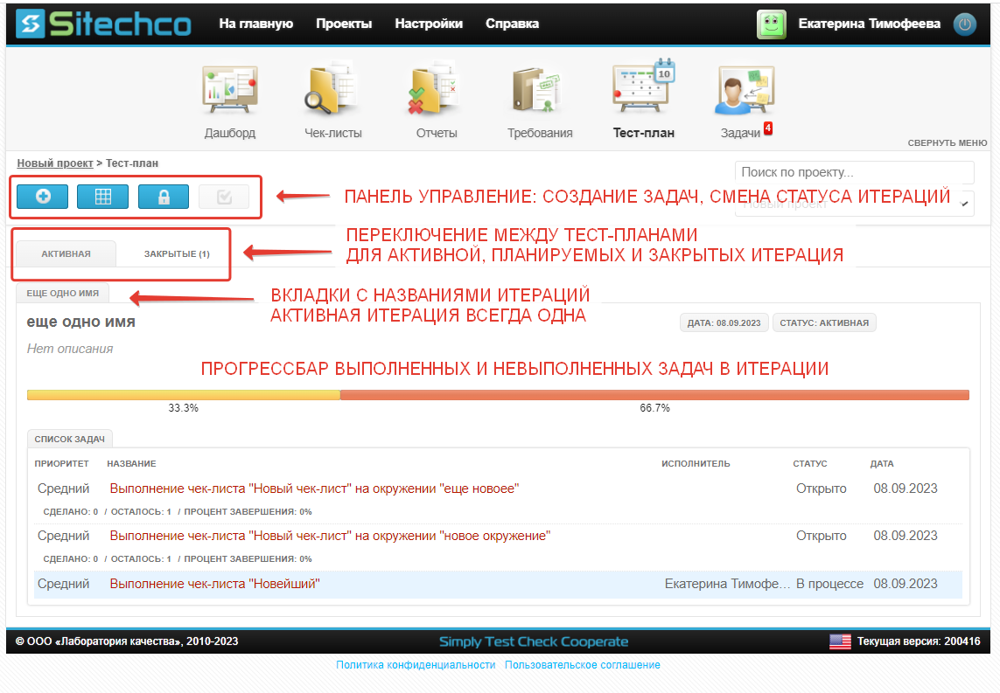 Sitechco
На главную Проекты Настройки Справка Екатерина Тимофеева
10
Дашборд Чек-листы Отчеты Требования Тест-план Задачи 4
СВЕРНУТЬ МЕНЮ
Новый проект > Тест-план
Поиск по проекту...
Новый проект
ПАНЕЛЬ УПРАВЛЕНИЕ: СОЗДАНИЕ ЗАДАЧ, СМЕНА СТАТУСА ИТЕРАЦИЙ
АКТИВНАЯ ЗАКРЫТЫЕ (1)
ПЕРЕКЛЮЧЕНИЕ МЕЖДУ ТЕСТ-ПЛАНАМИ
ДЛЯ АКТИВНОЙ, ПЛАНИРУЕМЫХ И ЗАКРЫТЫХ ИТЕРАЦИЯ
ЕЩЕ ОДНО ИМЯ
ВКЛАДКИ С НАЗВАНИЯМИ ИТЕРАЦИЙ
АКТИВНАЯ ИТЕРАЦИЯ ВСЕГДА ОДНА
еще одно имя
ДАТА: 08.09.2023 СТАТУС: АКТИВНАЯ
Нет описания
ПРОГРЕССБАР ВЫПОЛНЕННЫХ И НЕВЫПОЛНЕННЫХ ЗАДАЧ В ИТЕРАЦИИ
33.3% 66.7%
СПИСОК ЗАДАЧ
ПРИОРИТЕТ НАЗВАНИЕ ИСПОЛНИТЕЛЬ СТАТУС ДАТА
Средний Выполнение чек-листа "Новый чек-лист" на окружении "еще новоее" Открыто 08.09.2023
СДЕЛАНО: 0 / ОСТАЛОСЬ: 1 / ПРОЦЕНТ ЗАВЕРШЕНИЯ: 0%
Средний Выполнение чек-листа "Новый чек-лист" на окружении "новое окружение" Открыто 08.09.2023
СДЕЛАНО: 0 / ОСТАЛОСЬ: 1 / ПРОЦЕНТ ЗАВЕРШЕНИЯ: 0%
Средний Выполнение чек-листа "Новейший" Екатерина Тимофе... В процессе 08.09.2023
© ООО «Лаборатория качества», 2010-2023 Simply Test Check Cooperate Текущая версия: 200416
Политика конфиденциальности Пользовательское соглашение